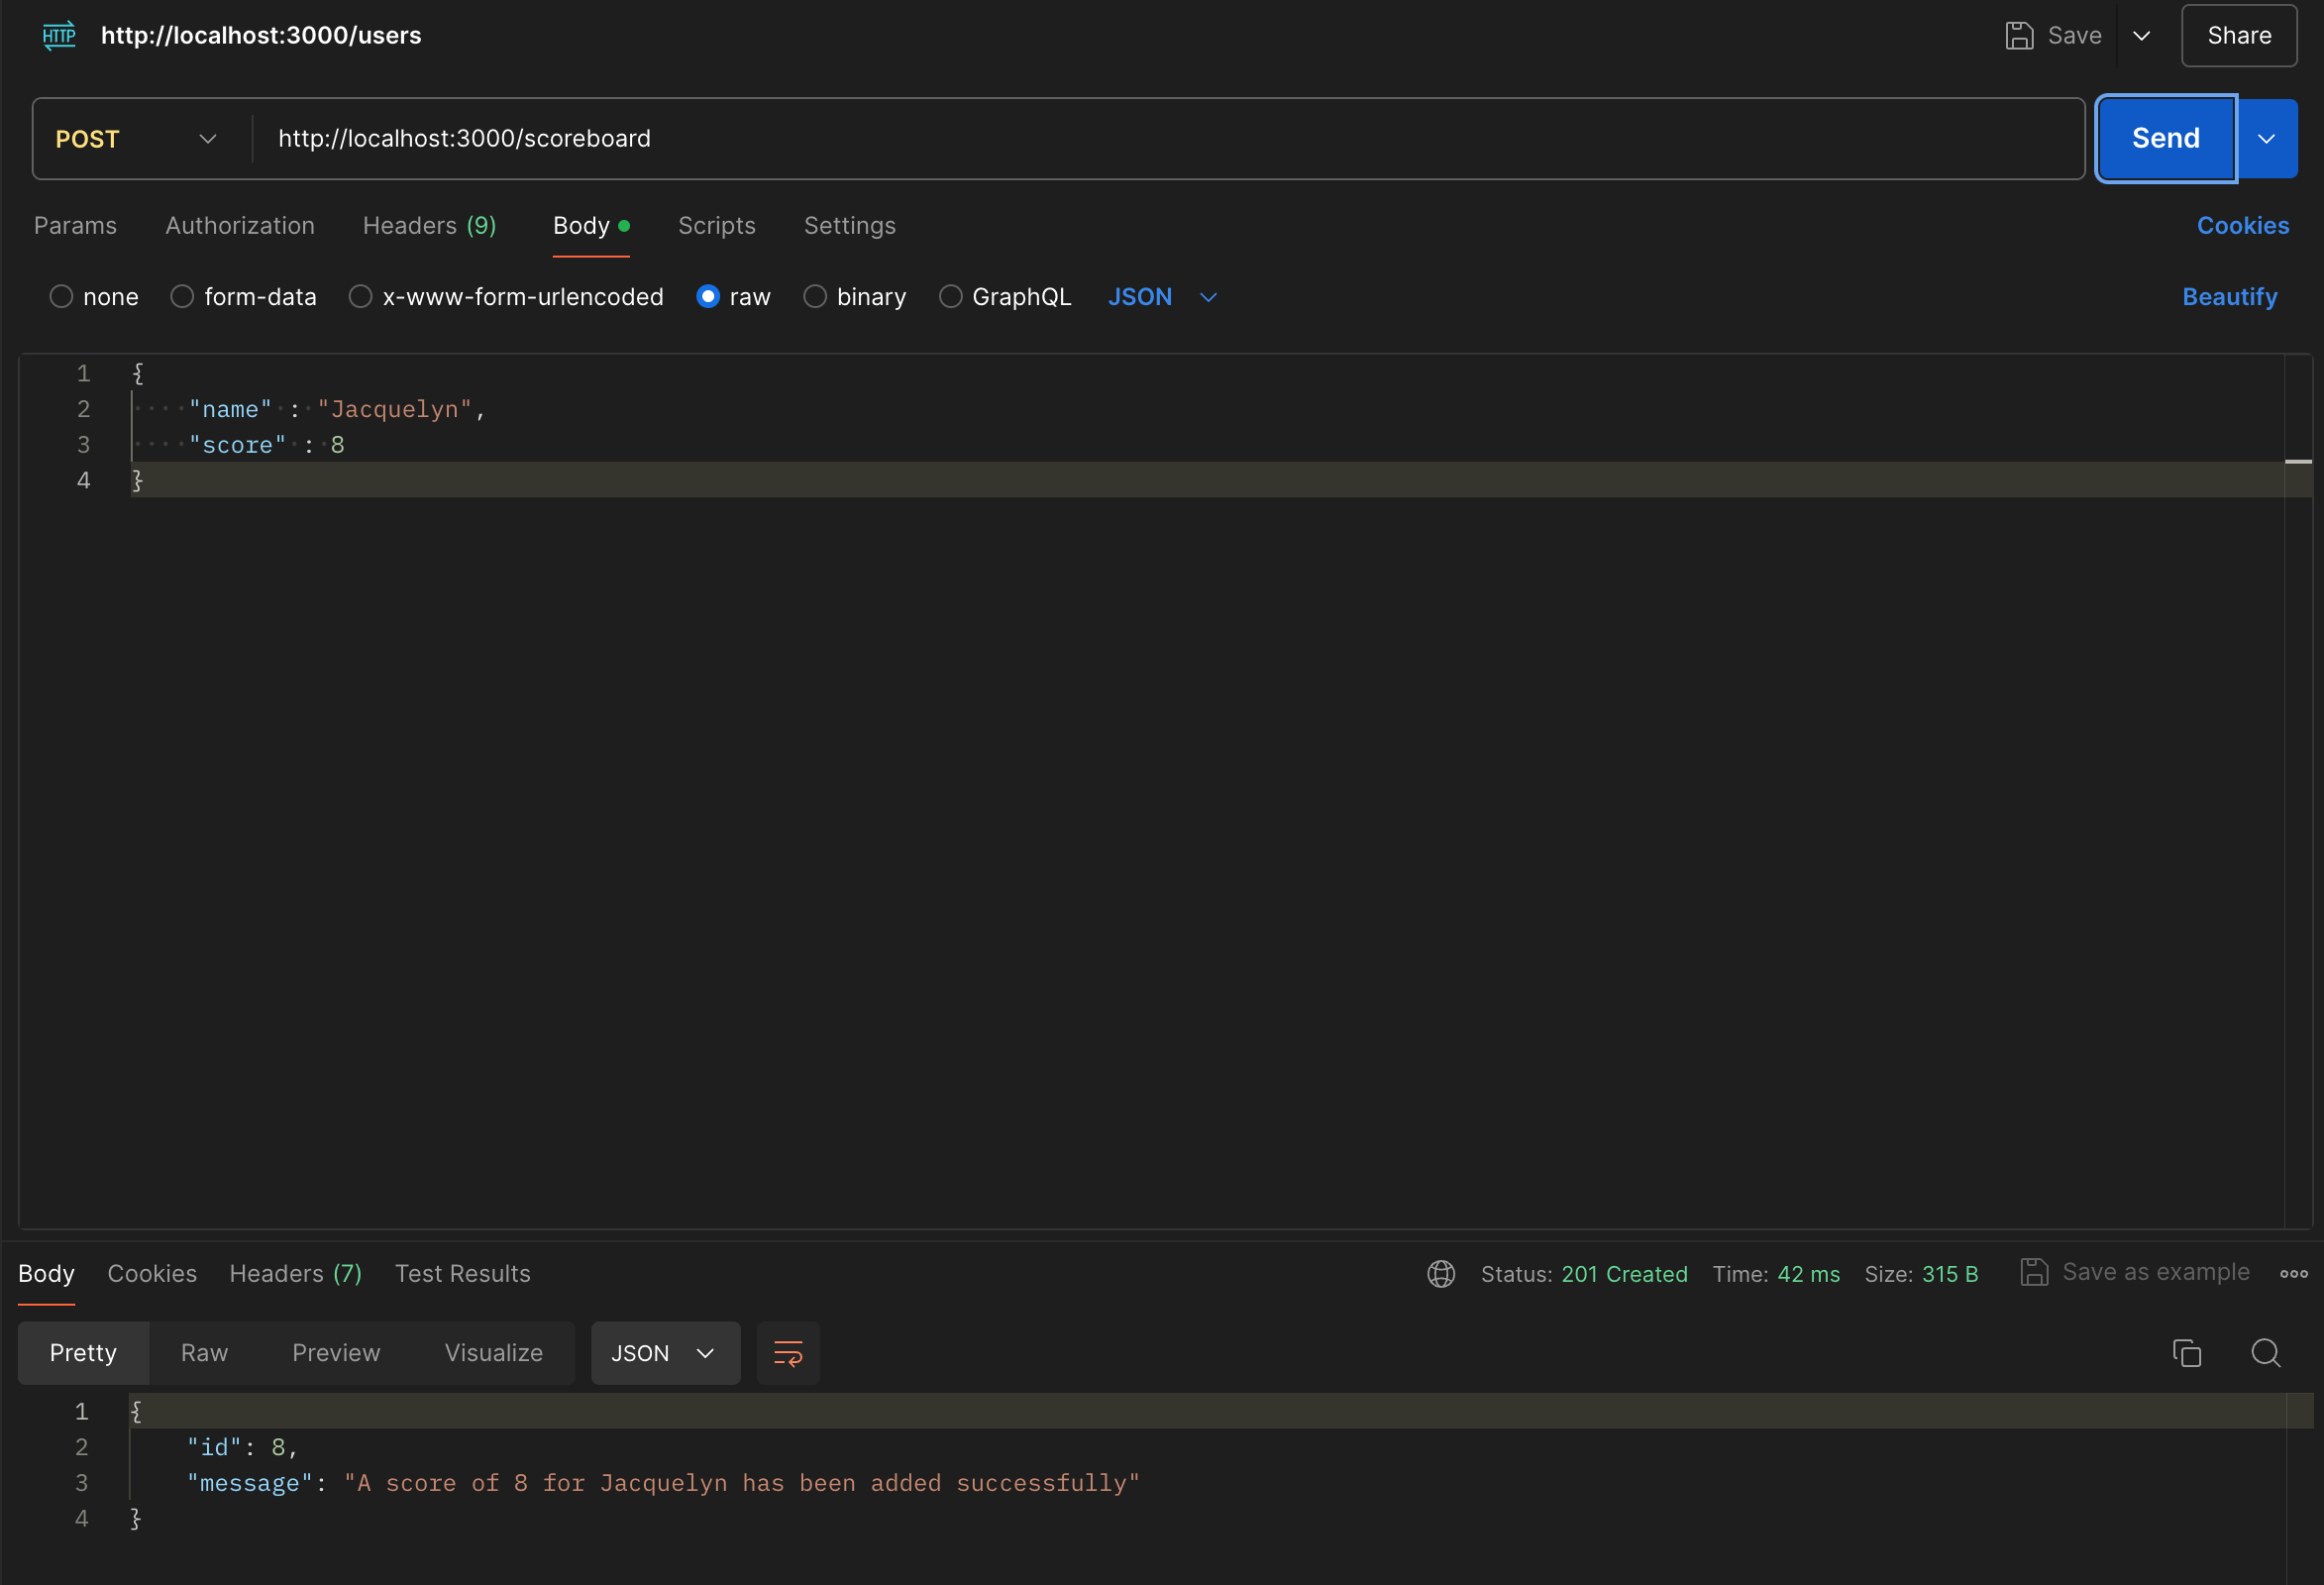 HTTP http://localhost:3000/users Save Share
POST http://localhost:3000/scoreboard Send
Params Authorization Headers (9) Body Scripts Settings Cookies
none form-data x-www-form-urlencoded raw binary GraphQL JSON Beautify
1 {
2 "name" : "Jacquelyn",
3 "score" : 8
4 }
Body Cookies Headers (7) Test Results Status: 201 Created Time: 42 ms Size: 315 B Save as example
Pretty Raw Preview Visualize JSON
1 {
2 "id": 8,
3 "message": "A score of 8 for Jacquelyn has been added successfully"
4 }